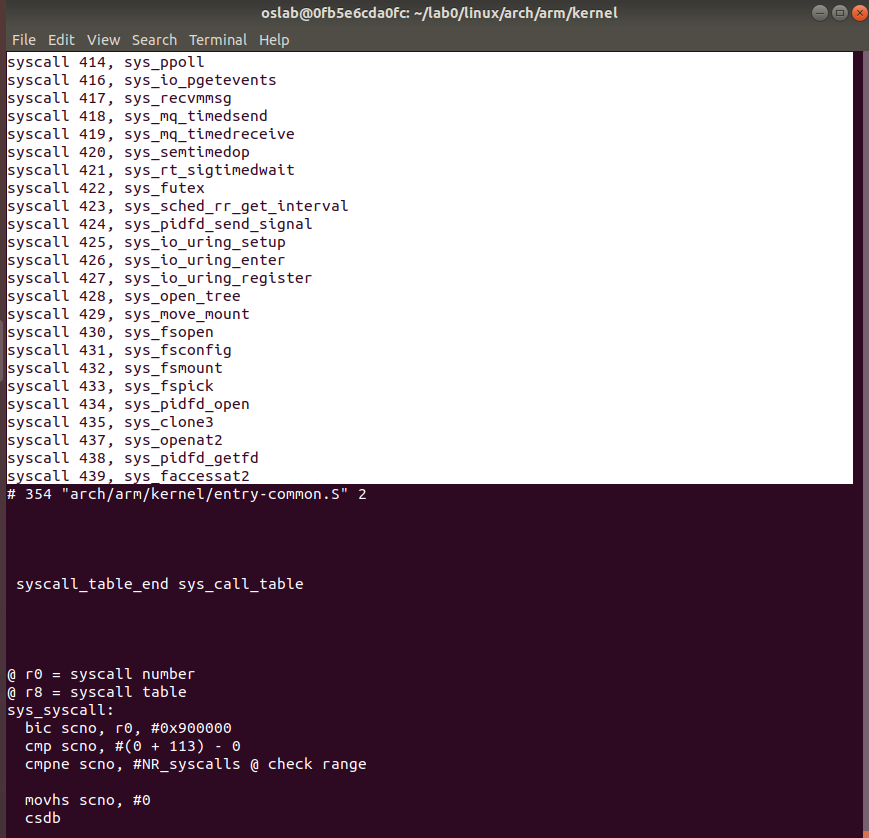 oslab@0fb5e6cda0fc: ~/lab0/linux/arch/arm/kernel
File Edit View Search Terminal Help
syscall 414, sys_ppoll
syscall 416, sys_io_pgetevents
syscall 417, sys_recvmmsg
syscall 418, sys_mq_timedsend
syscall 419, sys_mq_timedreceive
syscall 420, sys_semtimedop
syscall 421, sys_rt_sigtimedwait
syscall 422, sys_futex
syscall 423, sys_sched_rr_get_interval
syscall 424, sys_pidfd_send_signal
syscall 425, sys_io_uring_setup
syscall 426, sys_io_uring_enter
syscall 427, sys_io_uring_register
syscall 428, sys_open_tree
syscall 429, sys_move_mount
syscall 430, sys_fsopen
syscall 431, sys_fsconfig
syscall 432, sys_fsmount
syscall 433, sys_fspick
syscall 434, sys_pidfd_open
syscall 435, sys_clone3
syscall 437, sys_openat2
syscall 438, sys_pidfd_getfd
syscall 439, sys_faccessat2
# 354 "arch/arm/kernel/entry-common.S" 2
syscall_table_end sys_call_table
@ r0 = syscall number
@ r8 = syscall table
sys_syscall:
bic scno, r0, #0x900000
cmp scno, #(0 + 113) - 0
cmpne scno, #NR_syscalls @ check range
movhs scno, #0
csdb